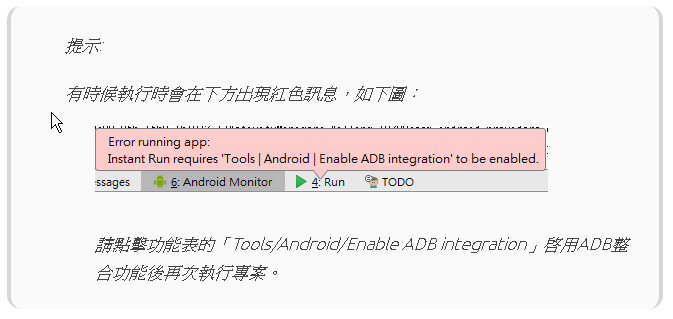 提示:
有時候執行時會在下方出現紅色訊息，如下圖：
Error running app:
Instant Run requires 'Tools | Android | Enable ADB integration' to be enabled.
essages 6: Android Monitor 4: Run TODO
請點擊功能表的「Tools/Android/Enable ADB integration」啓用ADB整
合功能後再次執行專案。